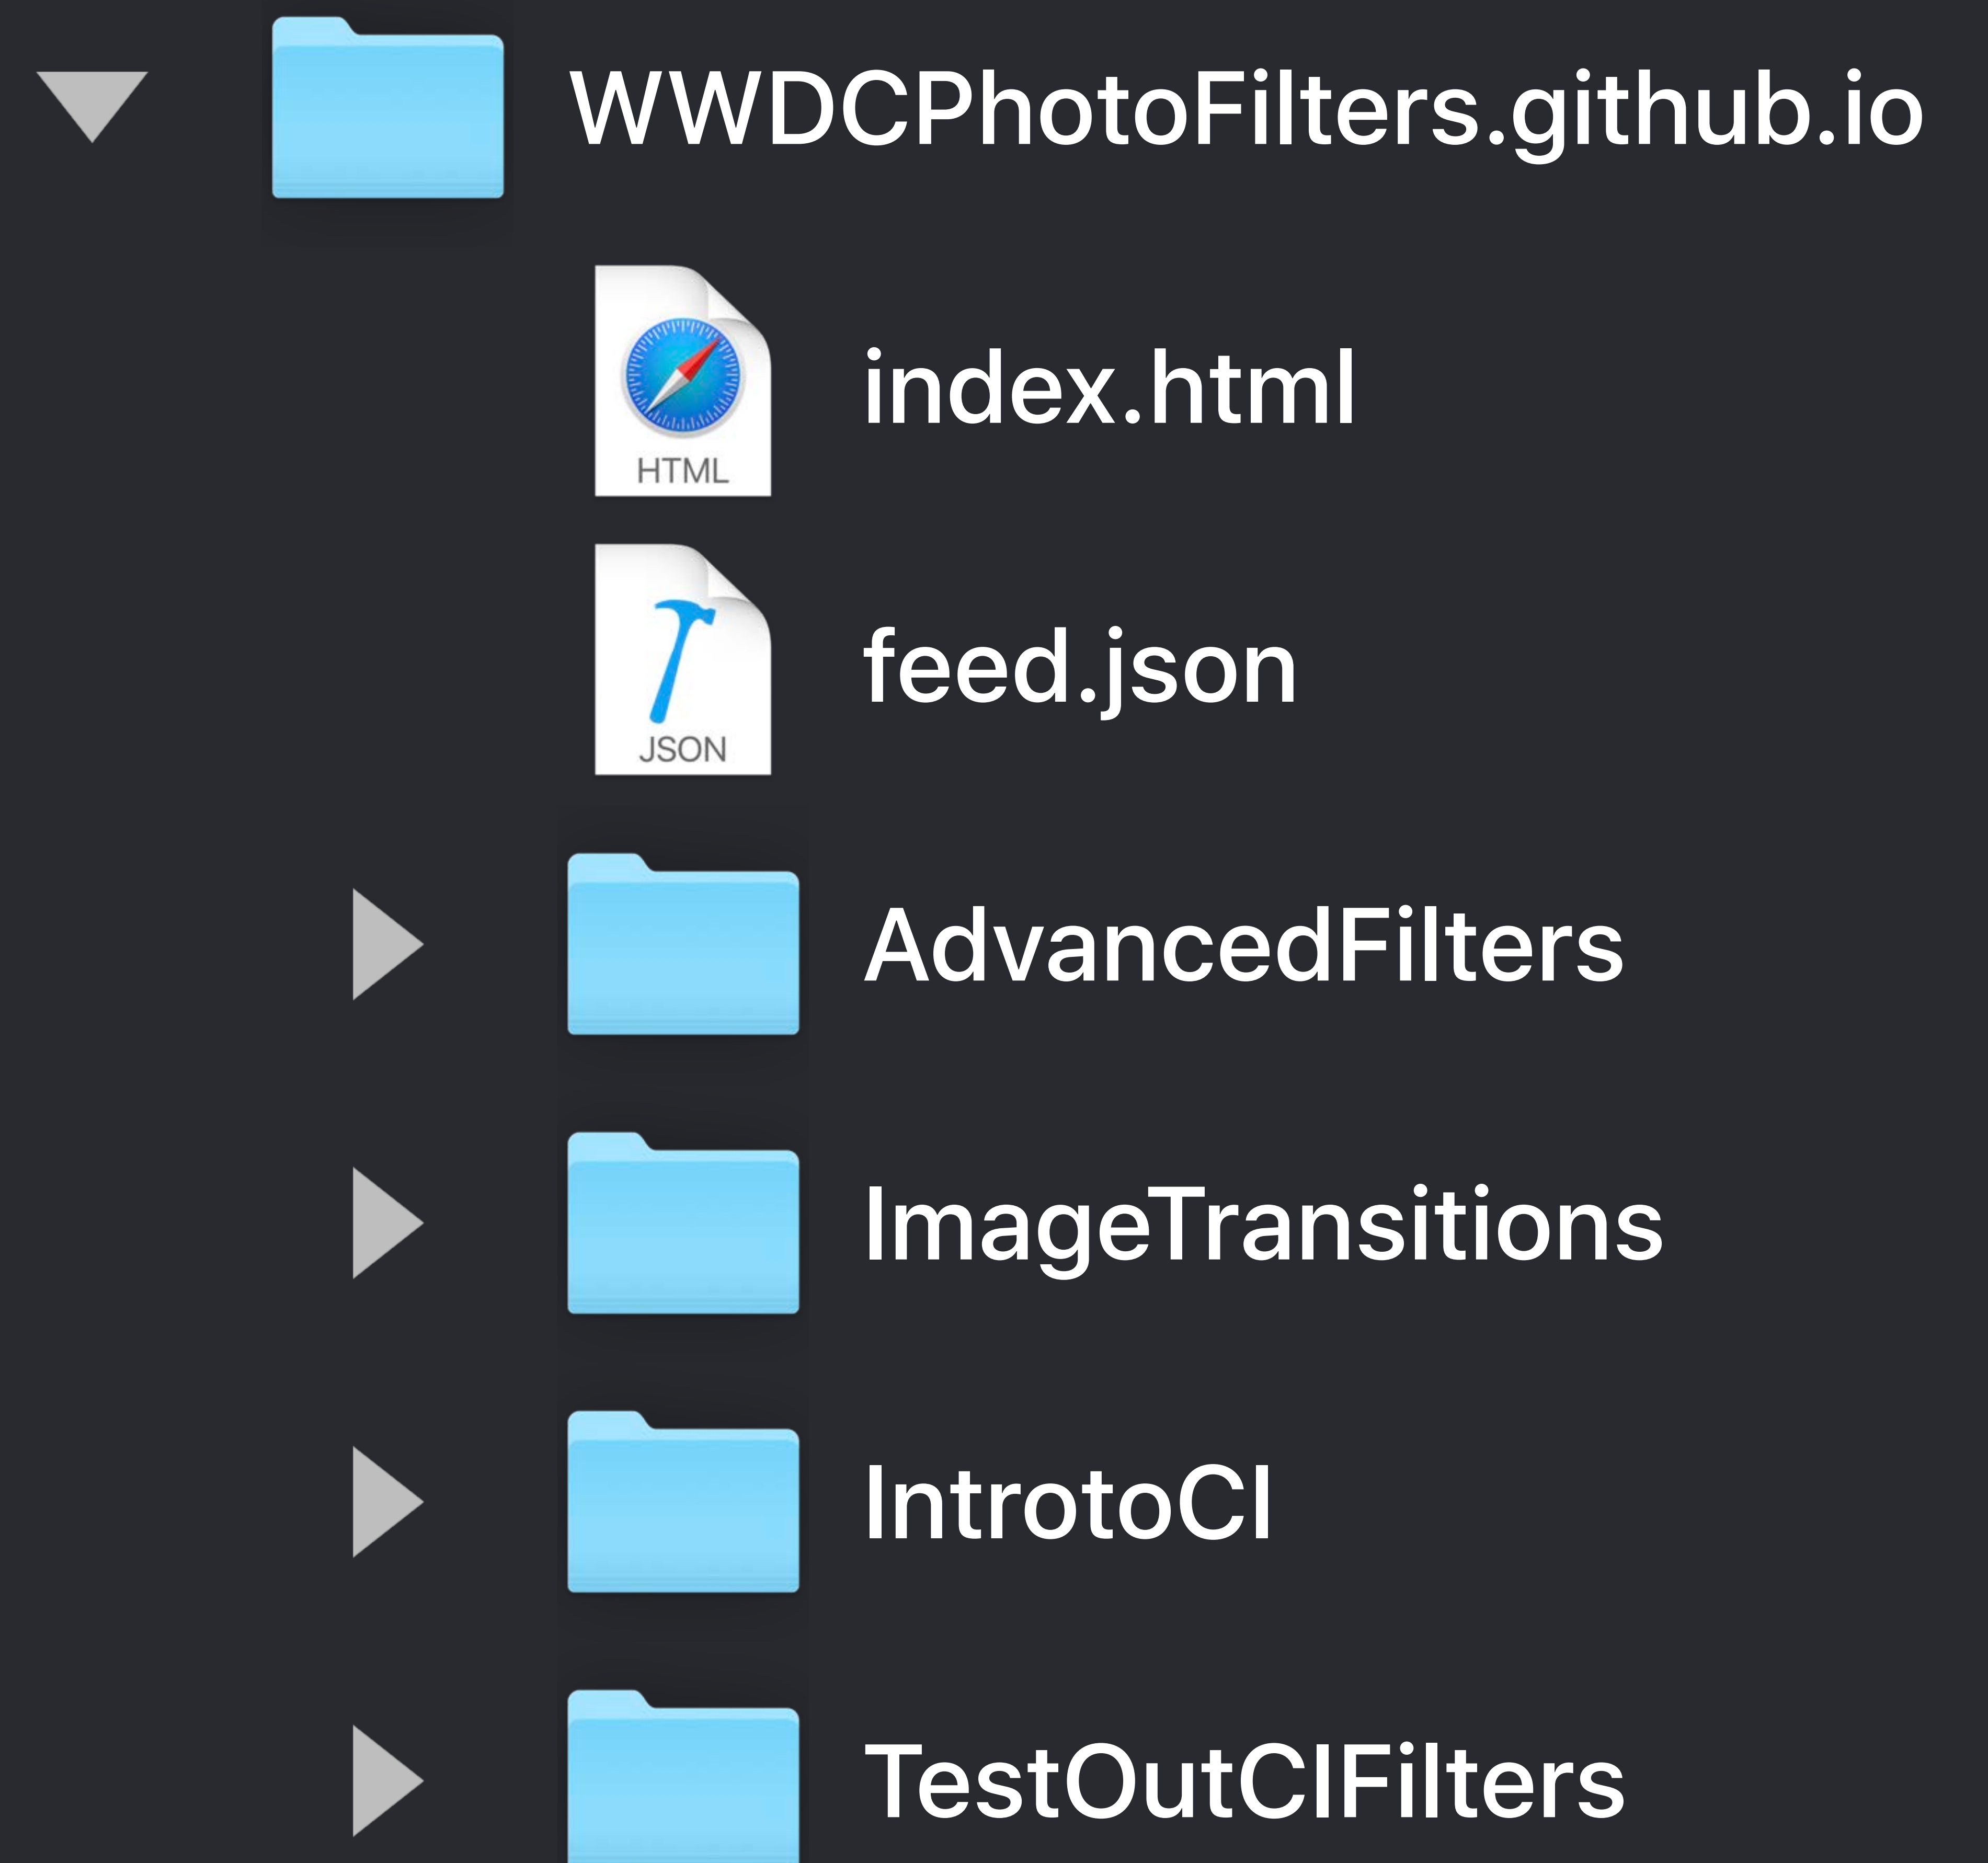 WWDCPhotoFilters.github.io
HTML
index.html
JSON
feed.json
AdvancedFilters
ImageTransitions
IntrotoCI
TestOutCIFilters